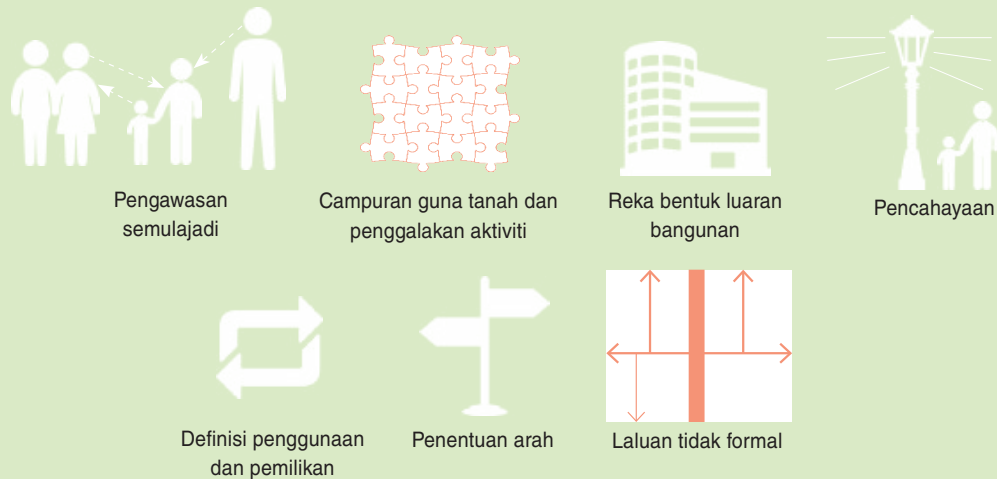 Pengawasan
semulajadi
Campuran guna tanah dan
penggalakan aktiviti
Reka bentuk luaran
bangunan
Pencahayaan
Definisi penggunaan
dan pemilikan
Penentuan arah
Laluan tidak formal